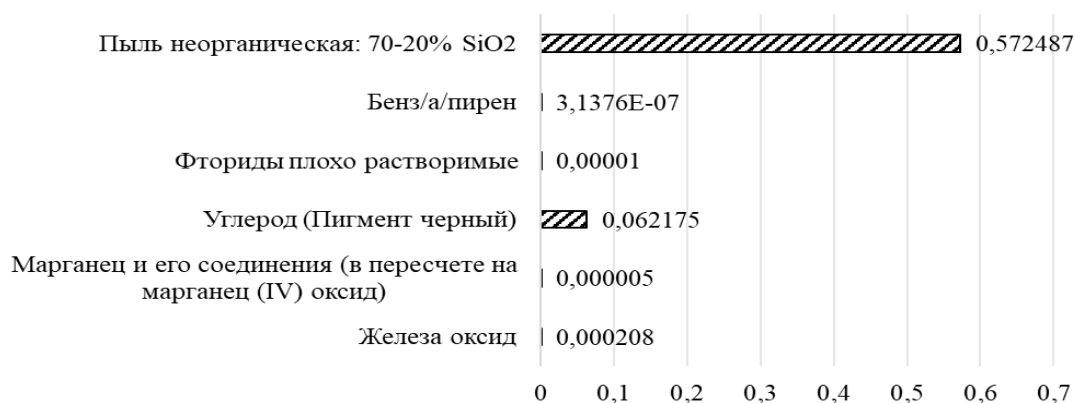 Пыль неорганическая: 70-20% SiO2
0,572487
Бенз/а/пирен
3,1376E-07
Фториды плохо растворимые
0,00001
Углерод (Пигмент черный)
0,062175
Марганец и его соединения (в пересчете на
марганец (IV) оксид)
0,000005
Железа оксид
0,000208
0 0,1 0,2 0,3 0,4 0,5 0,6 0,7